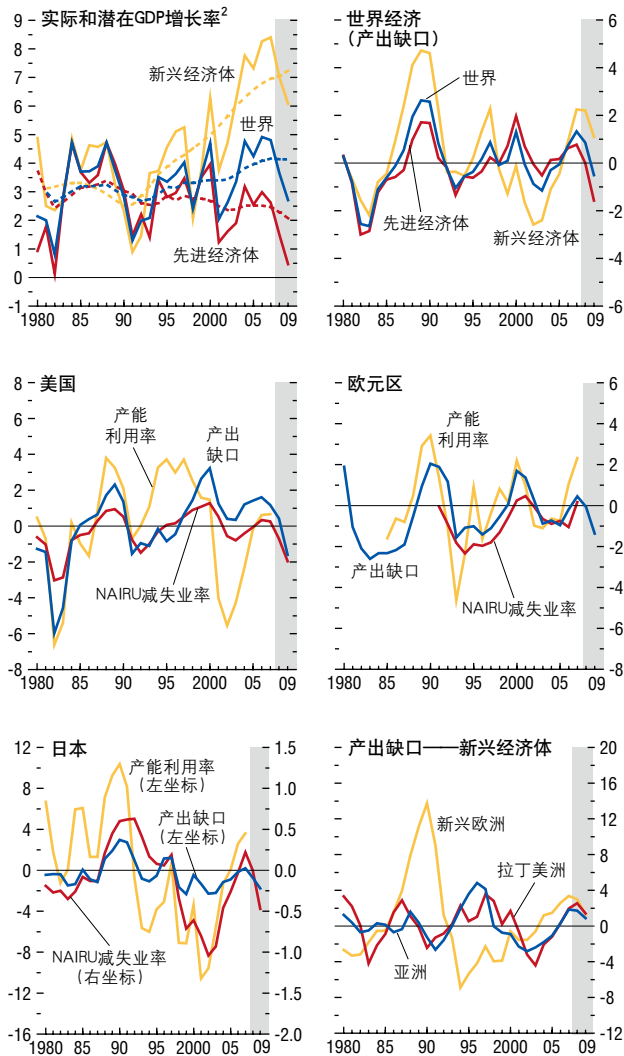 实际和潜在GDP增长率2
9
8
7
6
5
4
3
2
1
0
-1
新兴经济体
世界
先进经济体
1980 85 90 95 2000 05 09
世界经济
（产出缺口）
6
4
2
0
-2
-4
-6
世界
先进经济体
新兴经济体
1980 85 90 95 2000 05 09
美国
8
6
4
2
0
-2
-4
-6
-8
产能
利用率
产出
缺口
NAIRU减失业率
1980 85 90 95 2000 05 09
欧元区
6
4
2
0
-2
-4
-6
-8
产能
利用率
产出缺口
NAIRU减失业率
1980 85 90 95 2000 05 09
日本
12
8
4
0
-4
-8
-12
-16
1.5
1.0
0.5
0.0
-0.5
-1.0
-1.5
-2.0
产能利用率
（左坐标）
产出缺口
（左坐标）
NAIRU减失业率
（右坐标）
1980 85 90 95 2000 05 09
产出缺口——新兴经济体
20
16
12
8
4
0
-4
-8
-12
新兴欧洲
拉丁美洲
亚洲
1980 85 90 95 2000 05 09